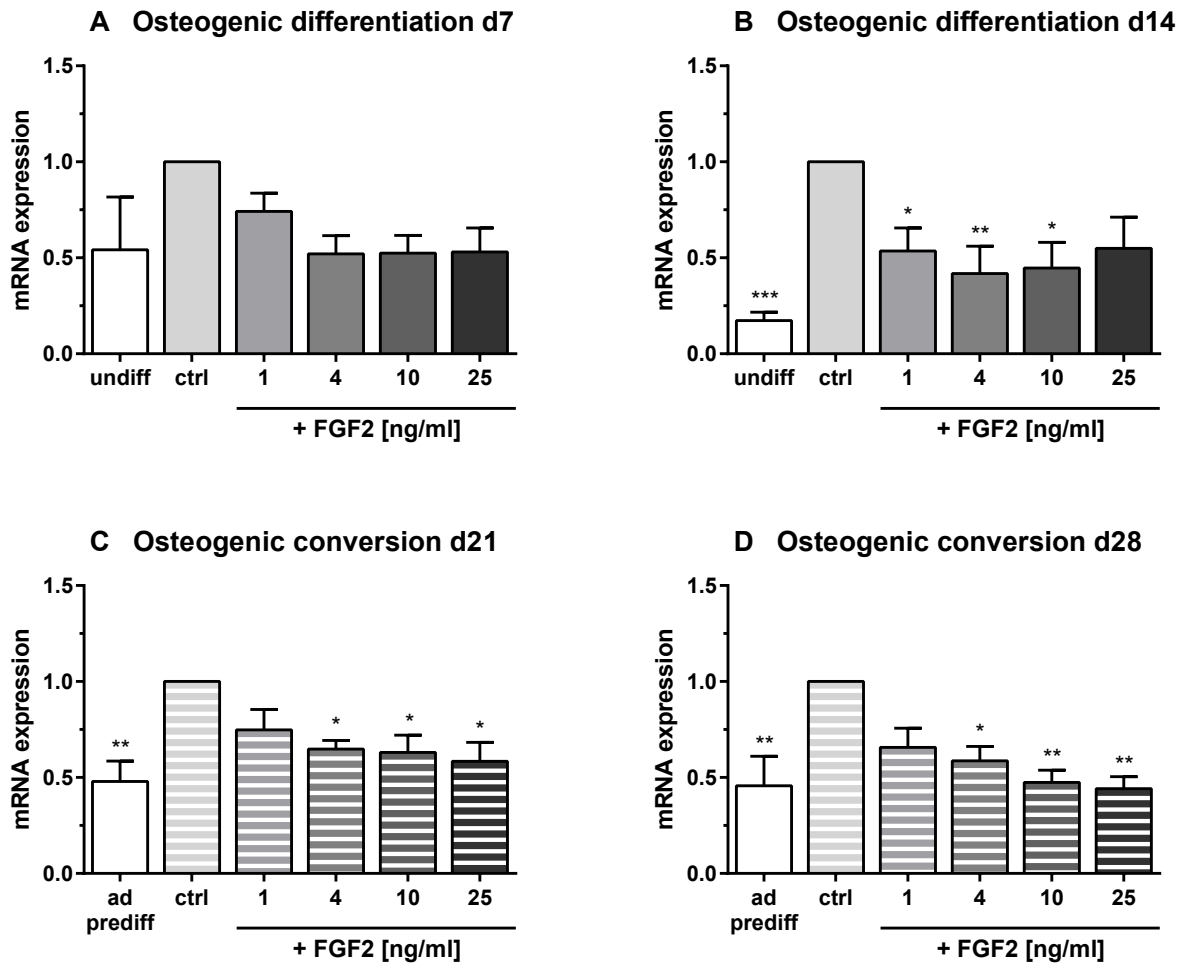 A Osteogenic differentiation d7
mRNA expression
1.5
1.0
0.5
0.0
undiff ctrl 1 4 10 25
+ FGF2 [ng/ml]
B Osteogenic differentiation d14
mRNA expression
1.5
1.0
0.5
0.0
* ** *
***
undiff ctrl 1 4 10 25
+ FGF2 [ng/ml]
C Osteogenic conversion d21
mRNA expression
1.5
1.0
0.5
0.0
** * * *
ad prediff ctrl 1 4 10 25
+ FGF2 [ng/ml]
D Osteogenic conversion d28
mRNA expression
1.5
1.0
0.5
0.0
** * ** **
ad prediff ctrl 1 4 10 25
+ FGF2 [ng/ml]